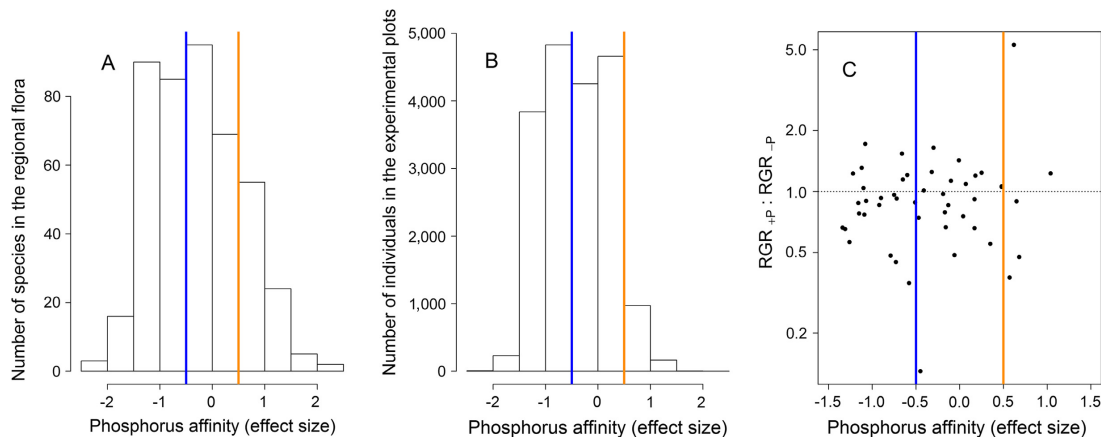 A
Number of species in the regional flora
80
60
40
20
0
-2 -1 0 1 2
Phosphorus affinity (effect size)
B
Number of individuals in the experimental plots
5,000
4,000
3,000
2,000
1,000
0
-2 -1 0 1 2
Phosphorus affinity (effect size)
C
RGR +P : RGR −P
5.0
2.0
1.0
0.5
0.2
-1.5 -1.0 -0.5 0.0 0.5 1.0 1.5
Phosphorus affinity (effect size)